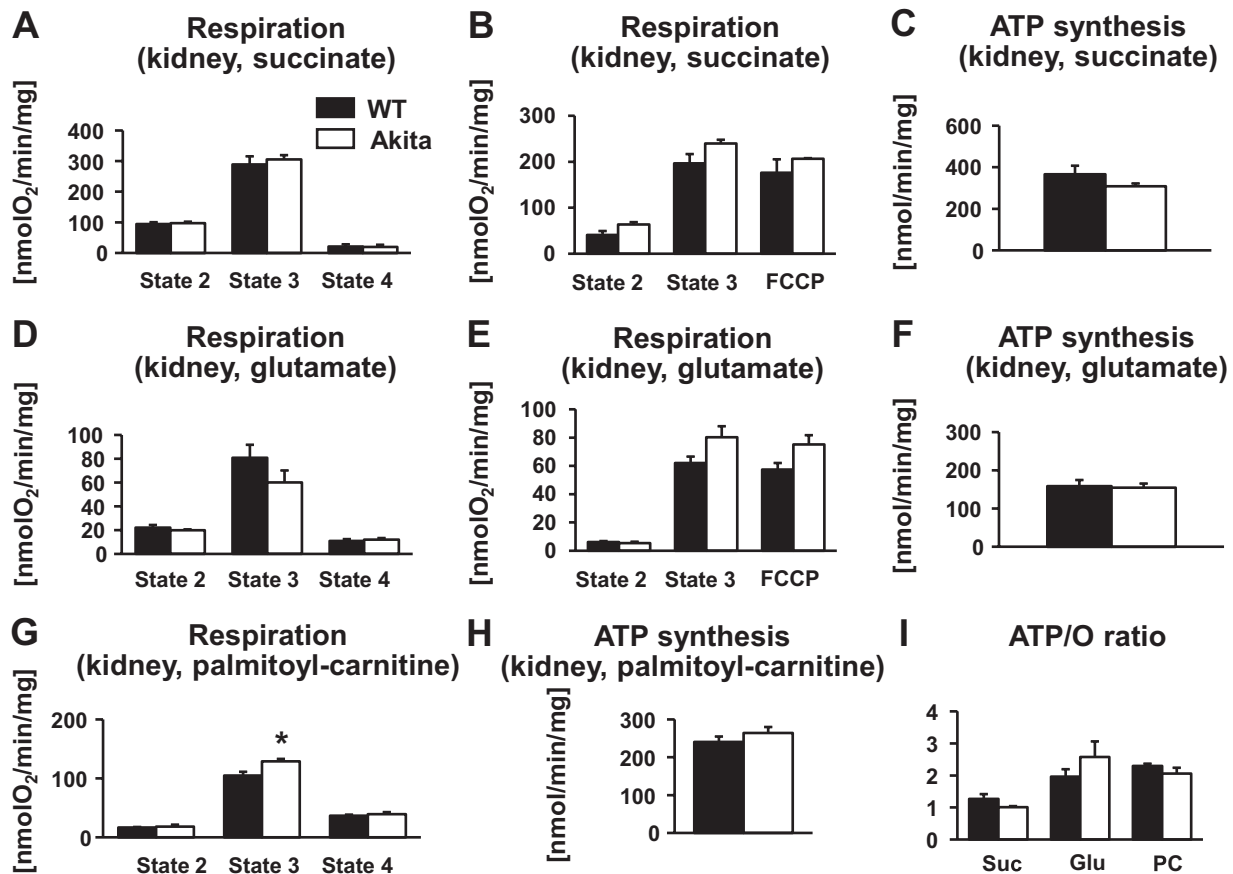 A
Respiration
(kidney, succinate)
[nmolO2/min/mg]
WT
Akita
400
300
200
100
0
State 2 State 3 State 4
B
Respiration
(kidney, succinate)
[nmolO2/min/mg]
300
200
100
0
State 2 State 3 FCCP
C
ATP synthesis
(kidney, succinate)
[nmol/min/mg]
600
400
200
0
D
Respiration
(kidney, glutamate)
[nmolO2/min/mg]
100
80
60
40
20
0
State 2 State 3 State 4
E
Respiration
(kidney, glutamate)
[nmolO2/min/mg]
100
80
60
40
20
0
State 2 State 3 FCCP
F
ATP synthesis
(kidney, glutamate)
[nmol/min/mg]
300
200
100
0
G
Respiration
(kidney, palmitoyl-carnitine)
[nmolO2/min/mg]
200
100
0
*
State 2 State 3 State 4
H
ATP synthesis
(kidney, palmitoyl-carnitine)
[nmol/min/mg]
300
200
100
0
I
ATP/O ratio
4
3
2
1
0
Suc Glu PC